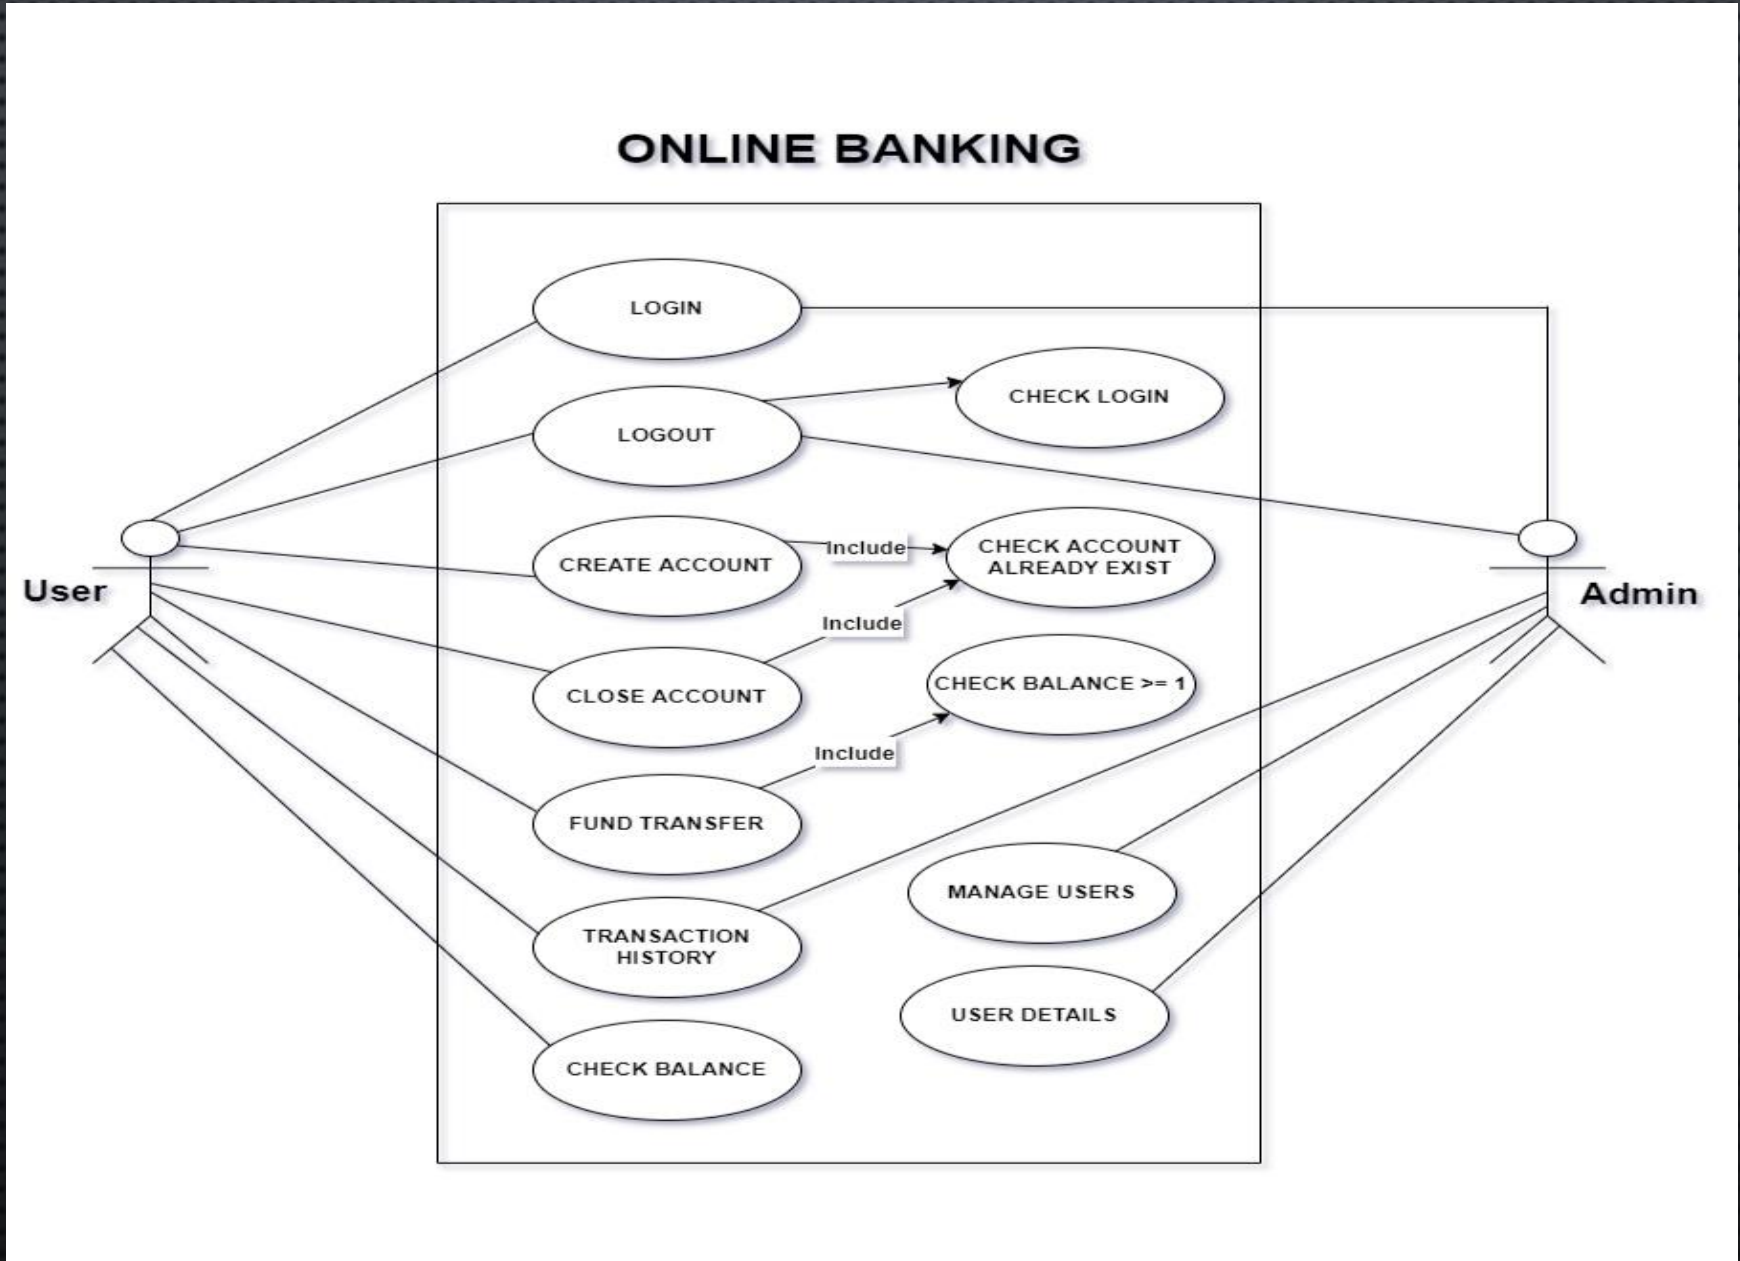 ONLINE BANKING
LOGIN
CHECK LOGIN
LOGOUT
CREATE ACCOUNT
Include
CHECK ACCOUNT
ALREADY EXIST
User
Admin
Include
CLOSE ACCOUNT
CHECK BALANCE >= 1
Include
FUND TRANSFER
MANAGE USERS
TRANSACTION
HISTORY
USER DETAILS
CHECK BALANCE